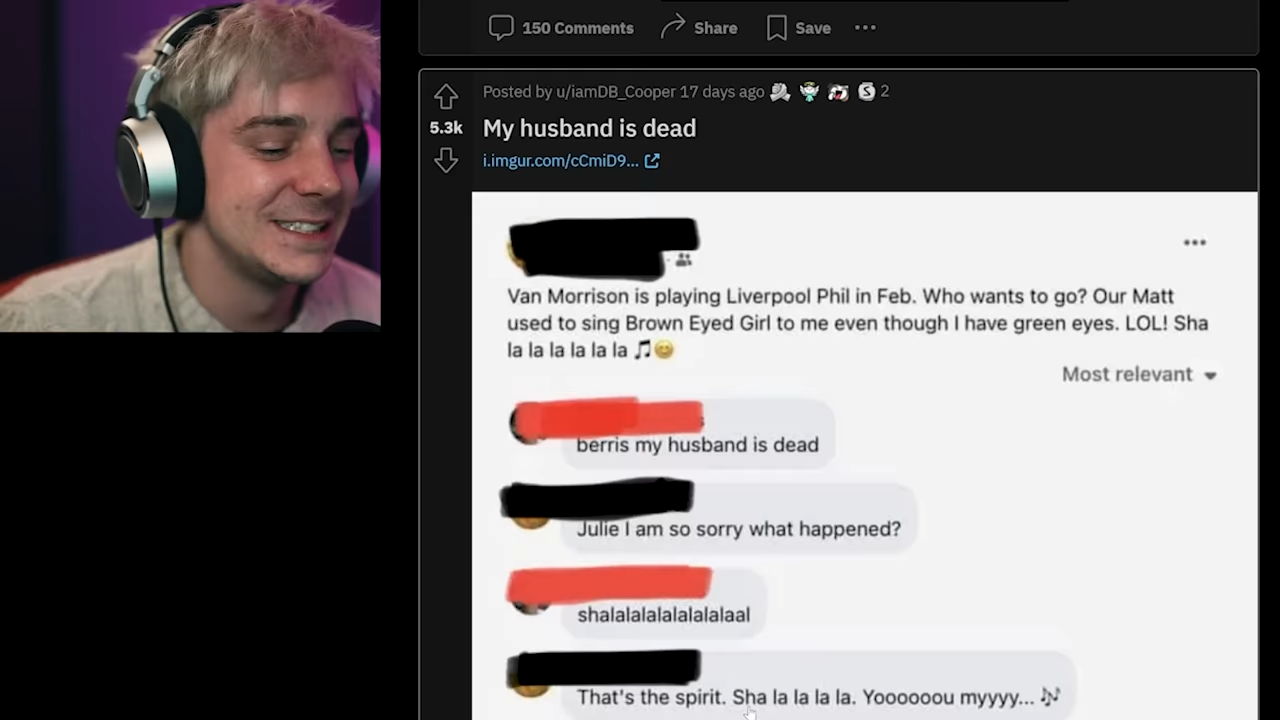 150 Comments Share Save
Posted by u/iamDB_Cooper 17 days ago S 2
5.3k
My husband is dead
i.imgur.com/cCmiD9...
Van Morrison is playing Liverpool Phil in Feb. Who wants to go? Our Matt
used to sing Brown Eyed Girl to me even though I have green eyes. LOL! Sha
la la la la la la 🎵😊
Most relevant
berris my husband is dead
Julie I am so sorry what happened?
shalalalalalalalalaal
That's the spirit. Sha la la la la. Yoooooou myyyy... 🎶